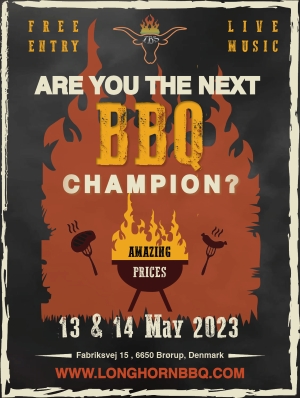 FREE ENTRY
LIVE MUSIC
ARE YOU THE NEXT
BBQ
CHAMPION?
AMAZING
PRICES
13 & 14 May 2023
Fabriksvej 15 , 6650 Brørup, Denmark
WWW.LONGHORNBBQ.COM